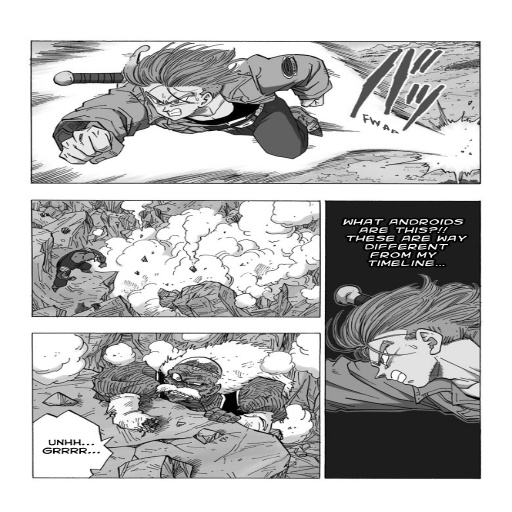 バッ
FWAP
WHAT ANDROIDS
ARE THIS?!!
THESE ARE WAY
DIFFERENT
FROM MY
TIMELINE...
UNHH...
GRRRR...